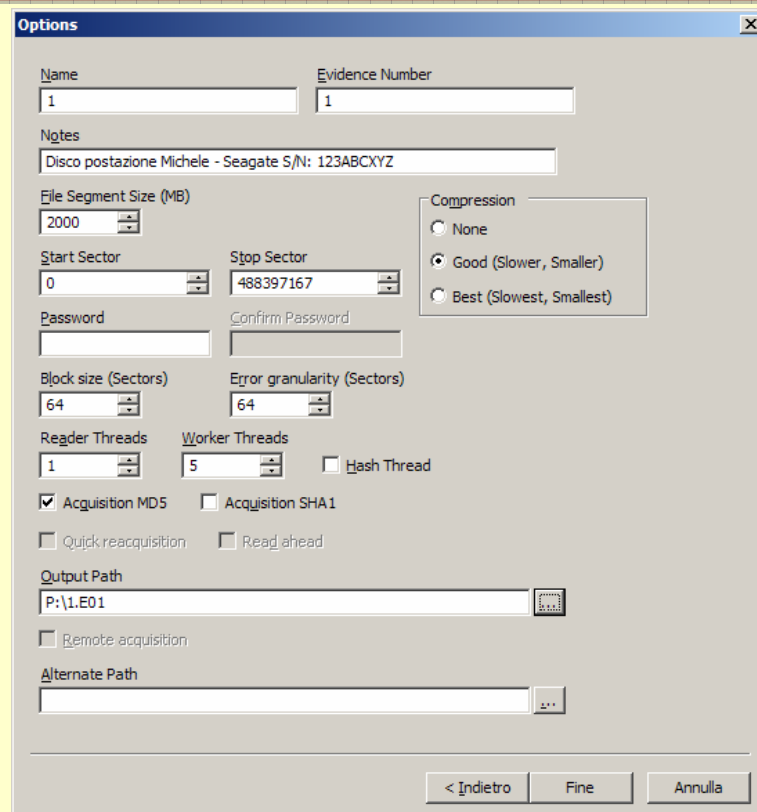 Options
Name Evidence Number
1 1
Notes
Disco postazione Michele - Seagate S/N: 123ABCXYZ
File Segment Size (MB) Compression
2000 None
Start Sector Stop Sector
0 488397167 Good (Slower, Smaller)
Best (Slowest, Smallest)
Password Confirm Password
Block size (Sectors) Error granularity (Sectors)
64 64
Reader Threads Worker Threads
1 5 Hash Thread
Acquisition MD5 Acquisition SHA1
Quick reacquisition Read ahead
Output Path
P:\1.E01 ...
Remote acquisition
Alternate Path
...
< Indietro Fine Annulla